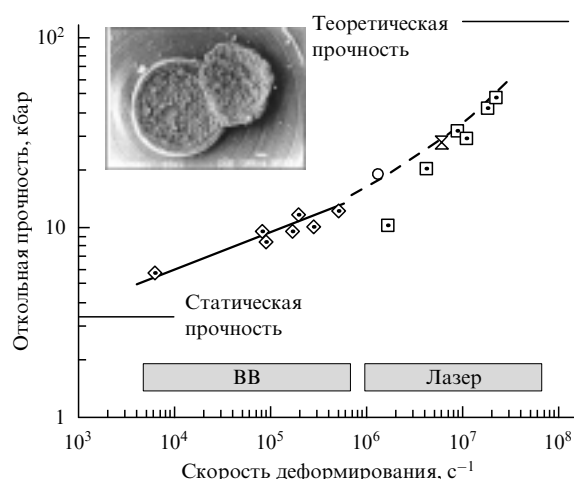 Теоретическая
прочность
10²
Откольная прочность, кбар
10
Статическая
прочность
ВВ
Лазер
1
10³
10⁴
10⁵
10⁶
10⁷
10⁸
Скорость деформирования, с⁻¹